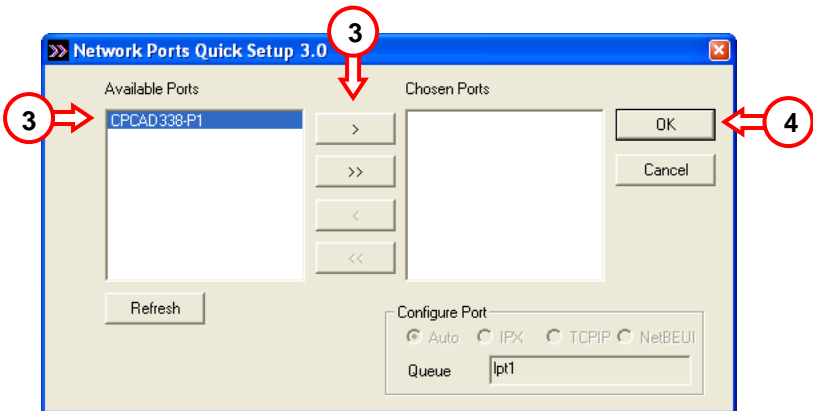 3
Network Ports Quick Setup 3.0
Available Ports
Chosen Ports
3
CPCAD338-P1
>
OK
4
>>
Cancel
<
<<
Refresh
Configure Port
Auto IPX TCPIP NetBEUI
Queue lpt1